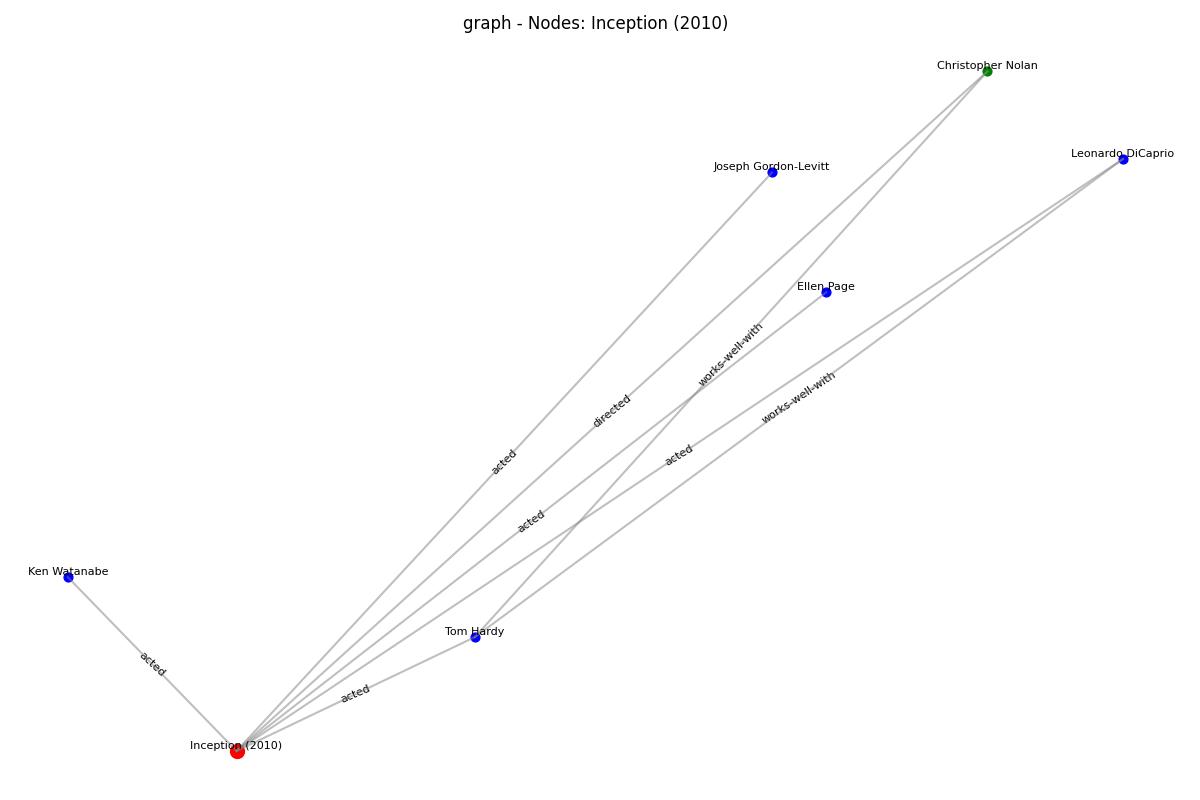 graph - Nodes: Inception (2010)
Christopher Nolan
Leonardo DiCaprio
Joseph Gordon-Levitt
Ellen Page
works-well-with
works-well-with
directed
acted
acted
acted
Ken Watanabe
Tom Hardy
acted
acted
Inception (2010)